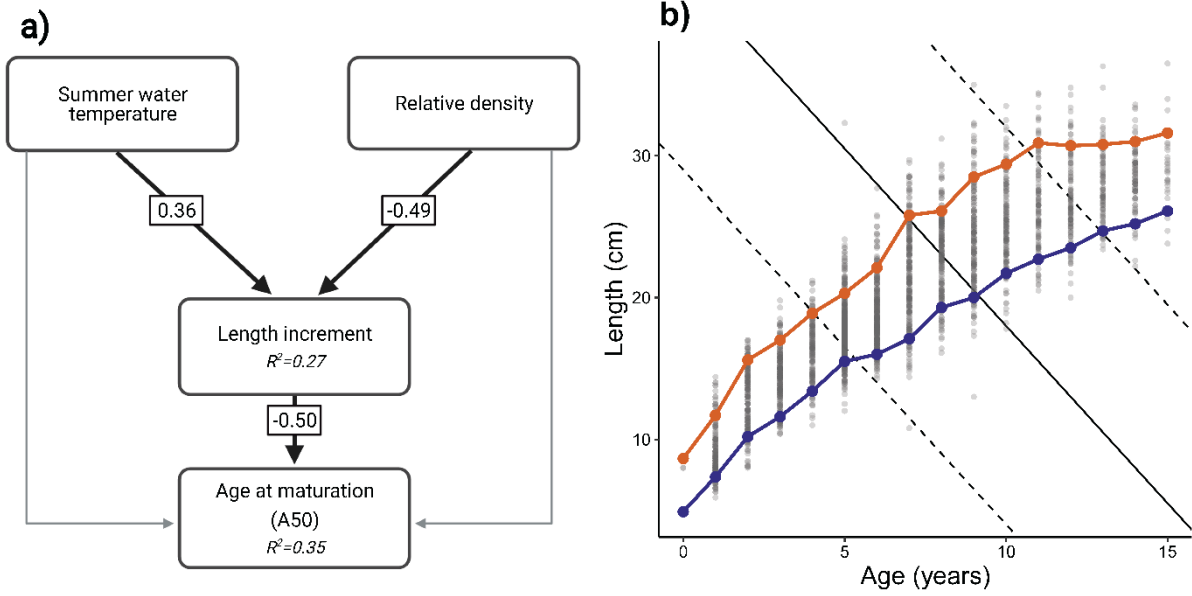 a)
Summer water
temperature
Relative density
0.36
-0.49
Length increment
R²=0.27
-0.50
Age at maturation
(A50)
R²=0.35
b)
Length (cm)
30
20
10
0
5
10
15
Age (years)